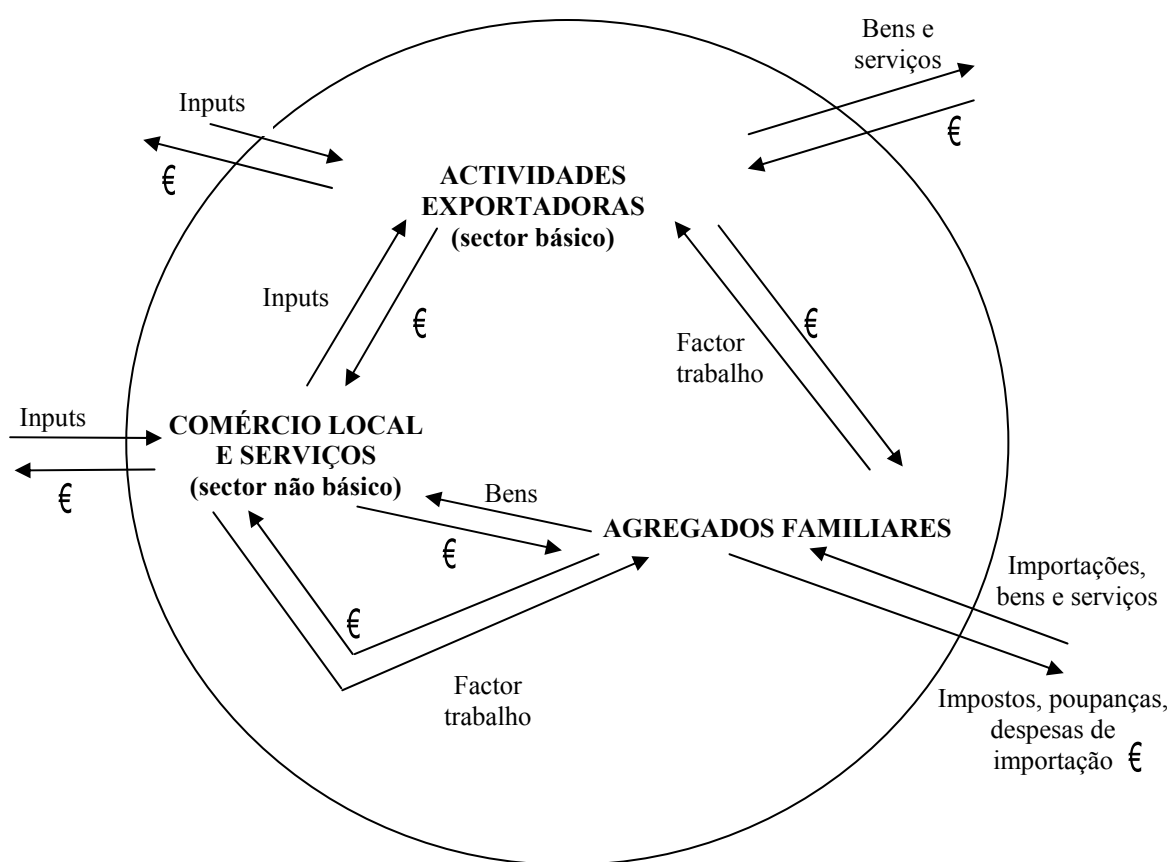 Bens e
serviços
€
Inputs
€
ACTIVIDADES
EXPORTADORAS
(sector básico)
Inputs
€
€
Factor
trabalho
Inputs
€
COMÉRCIO LOCAL
E SERVIÇOS
(sector não básico)
Bens
€
AGREGADOS FAMILIARES
€
Factor
trabalho
Importações,
bens e serviços
Impostos, poupanças,
despesas de
importação €